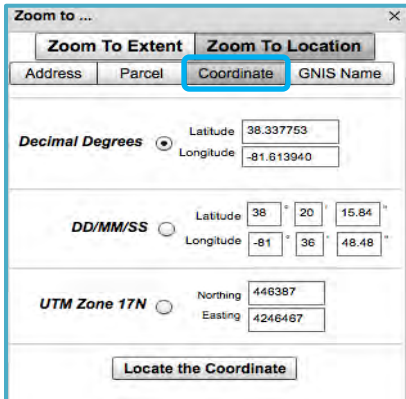 Zoom to ... ×
Zoom To Extent Zoom To Location
Address Parcel Coordinate GNIS Name
Decimal Degrees Latitude 38.337753
Longitude -81.613940
DD/MM/SS Latitude 38 ° 20 ' 15.84 "
Longitude -81 ° 36 ' 48.48 "
UTM Zone 17N Northing 446387
Easting 4246467
Locate the Coordinate